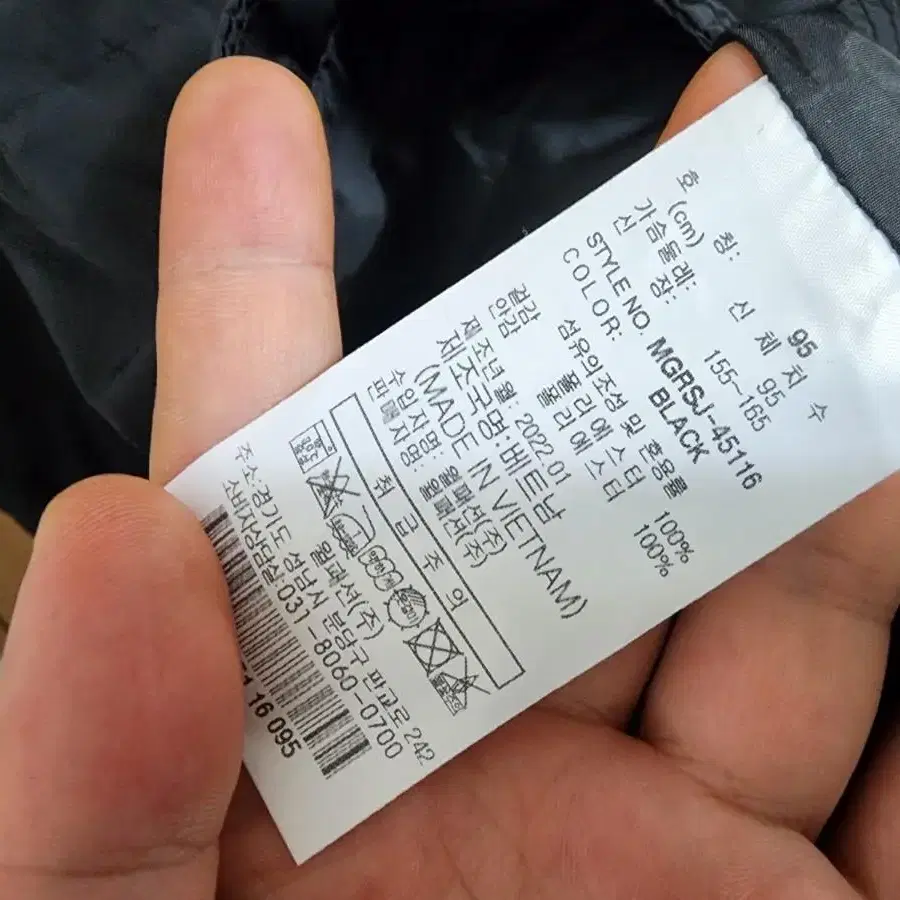 신 체 치 수
호 칭: 95
(cm)
가슴둘레: 95
신 장: 155-165
STYLE NO. MGRSJ-45116
COLOR: BLACK
섬유의조성 및 혼용률
겉감 폴리에스터 100%
안감 폴리에스터 100%
제조년월: 2022.01
제조국명:베트남
(MADE IN VIETNAM)
수입자명: 월패션(주)
판매자명: 월패션(주)
취 급 주 의
월패션(주)
주소:경기도 성남시 분당구 판교로 242
소비자상담실:031-8060-0700
16 095